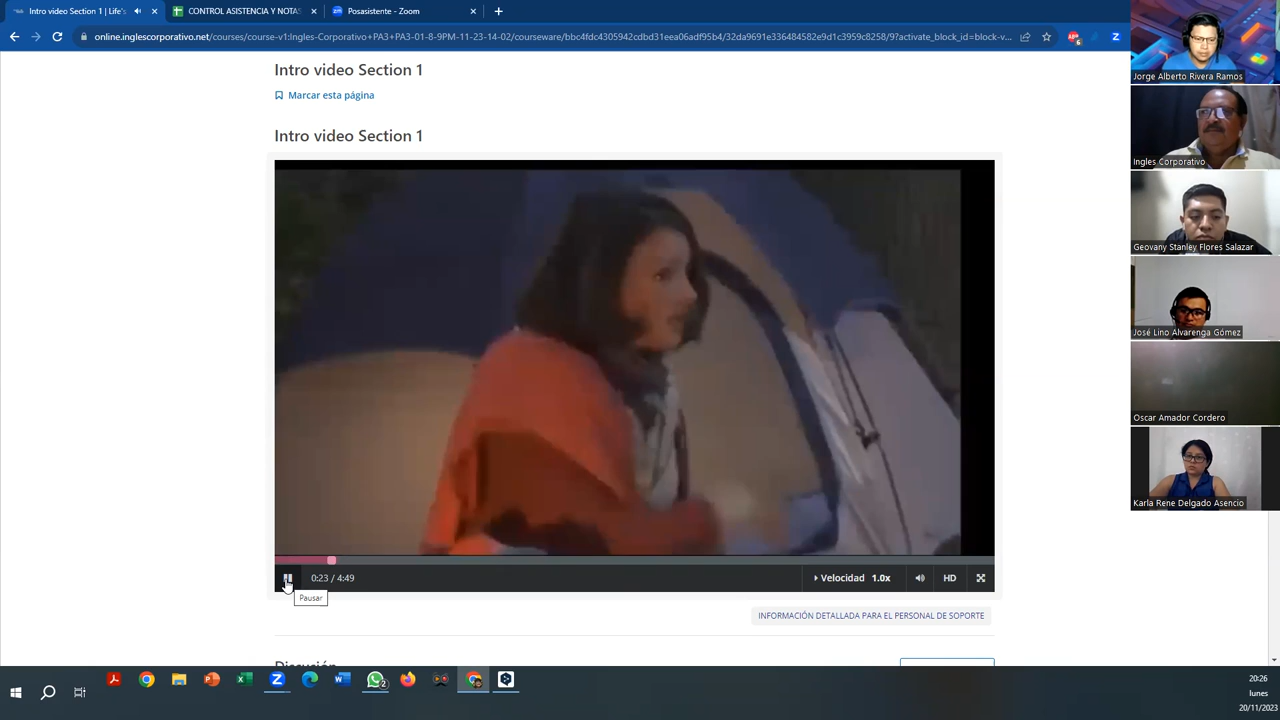 Intro video Section 1 | Life's
CONTROL ASISTENCIA Y NOTAS
Posasistente - Zoom
online.inglescorporativo.net/courses/course-v1:Ingles-Corporativo+PA3+PA3-01-8-9PM-11-23-14-02/courseware/bbc4fdc4305942cdbd31eea06adf95b4/32da9691e336484582e9d1c3959c8258/9?activate_block_id=block-v...
Intro video Section 1
Marcar esta página
Intro video Section 1
0:23 / 4:49
Velocidad 1.0x
HD
Pausar
INFORMACIÓN DETALLADA PARA EL PERSONAL DE SOPORTE
Discusión
Jorge Alberto Rivera Ramos
Ingles Corporativo
Geovany Stanley Flores Salazar
José Lino Alvarenga Gómez
Oscar Amador Cordero
Karla Rene Delgado Asencio
20:26
lunes
20/11/2023